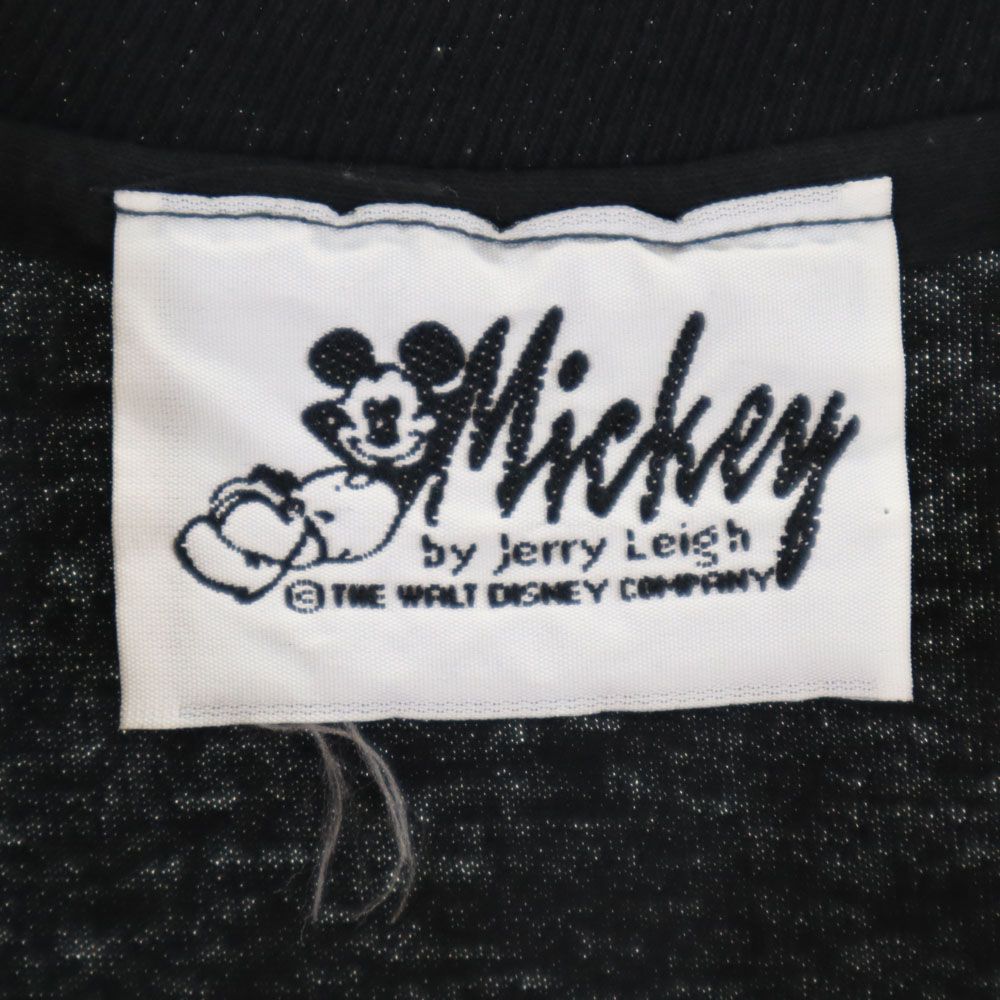 Mickey
by Jerry Leigh
© THE WALT DISNEY COMPANY